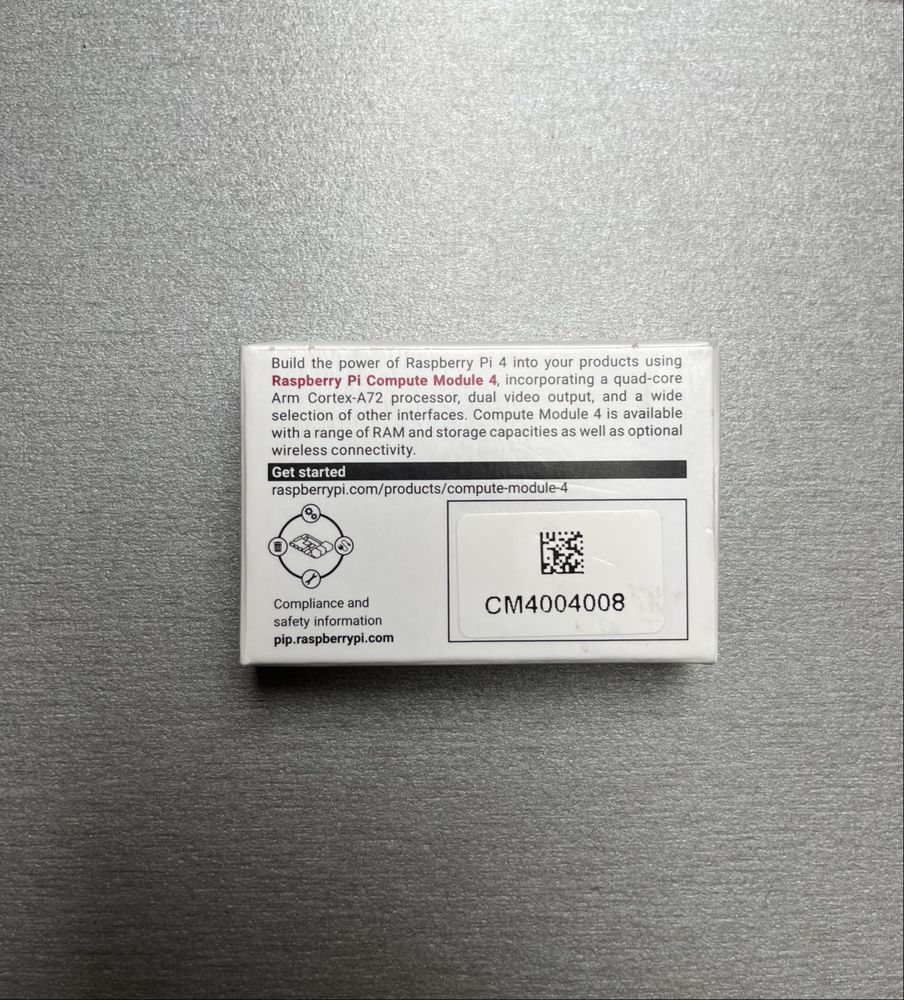 Build the power of Raspberry Pi 4 into your products using
Raspberry Pi Compute Module 4, incorporating a quad-core
Arm Cortex-A72 processor, dual video output, and a wide
selection of other interfaces. Compute Module 4 is available
with a range of RAM and storage capacities as well as optional
wireless connectivity.
Get started
raspberrypi.com/products/compute-module-4
Compliance and
safety information
pip.raspberrypi.com
CM4004008